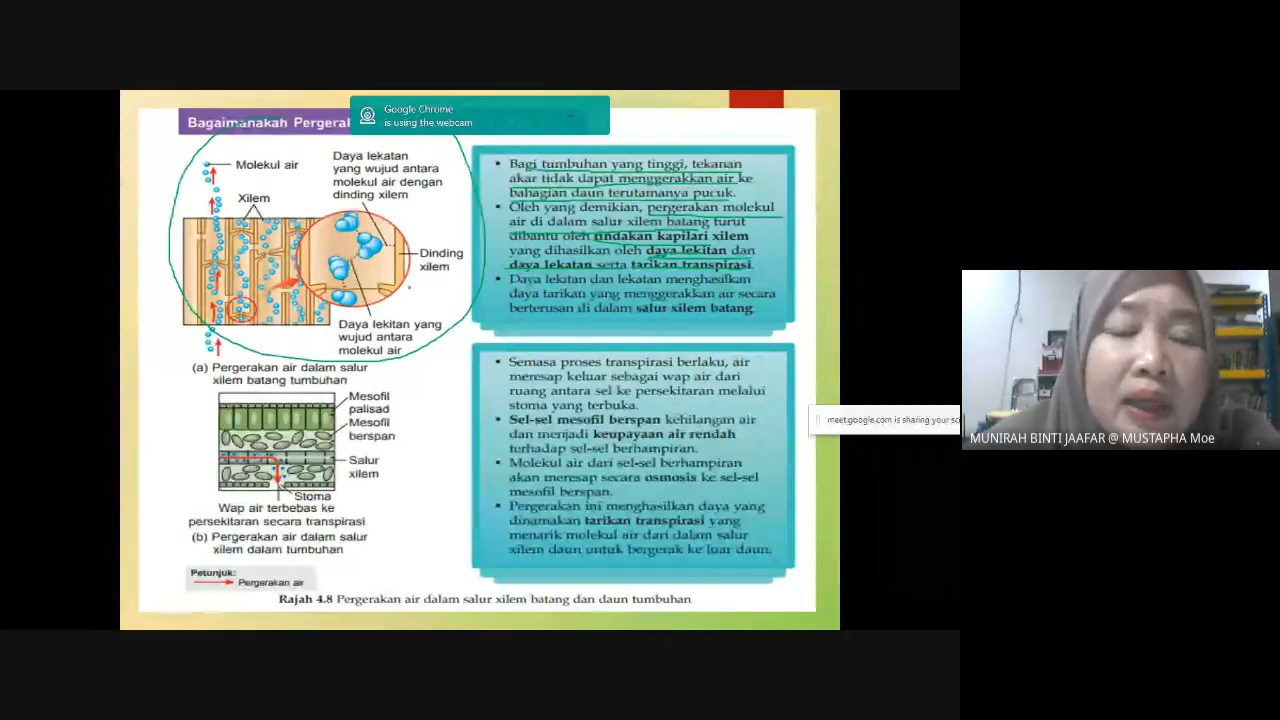 Bagaimanakah Pergera
Google Chrome
is using the webcam
Molekul air
Daya lekatan
yang wujud antara
molekul air dengan
dinding xilem
Xilem
Dinding
xilem
Daya lekitan yang
wujud antara
molekul air
(a) Pergerakan air dalam salur
xilem batang tumbuhan
Mesofil
palisad
Mesofil
berspan
Salur
xilem
Stoma
Wap air terbebas ke
persekitaran secara transpirasi
(b) Pergerakan air dalam salur
xilem dalam tumbuhan
Petunjuk:
Pergerakan air
• Bagi tumbuhan yang tinggi, tekanan
akar tidak dapat menggerakkan air ke
bahagian daun terutamanya pucuk.
• Oleh yang demikian, pergerakan molekul
air di dalam salur xilem batang turut
dibantu oleh tindakan kapilari xilem
yang dihasilkan oleh daya lekitan dan
daya lekatan serta tarikan transpirasi.
• Daya lekitan dan lekatan menghasilkan
daya tarikan yang menggerakkan air secara
berterusan di dalam salur xilem batang.
• Semasa proses transpirasi berlaku, air
meresap keluar sebagai wap air dari
ruang antara sel ke persekitaran melalui
stoma yang terbuka.
• Sel-sel mesofil berspan kehilangan air
dan menjadi keupayaan air rendah
terhadap sel-sel berhampiran.
• Molekul air dari sel-sel berhampiran
akan meresap secara osmosis ke sel-sel
mesofil berspan.
• Pergerakan ini menghasilkan daya yang
dinamakan tarikan transpirasi yang
menarik molekul air dari dalam salur
xilem daun untuk bergerak ke luar daun.
Rajah 4.8 Pergerakan air dalam salur xilem batang dan daun tumbuhan
meet.google.com is sharing your sc
MUNIRAH BINTI JAAFAR @ MUSTAPHA Moe